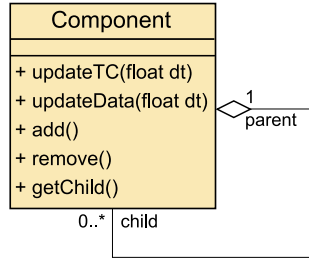 Component
+ updateTC(float dt)
+ updateData(float dt)
+ add()
+ remove()
+ getChild()
1
parent
0..* child